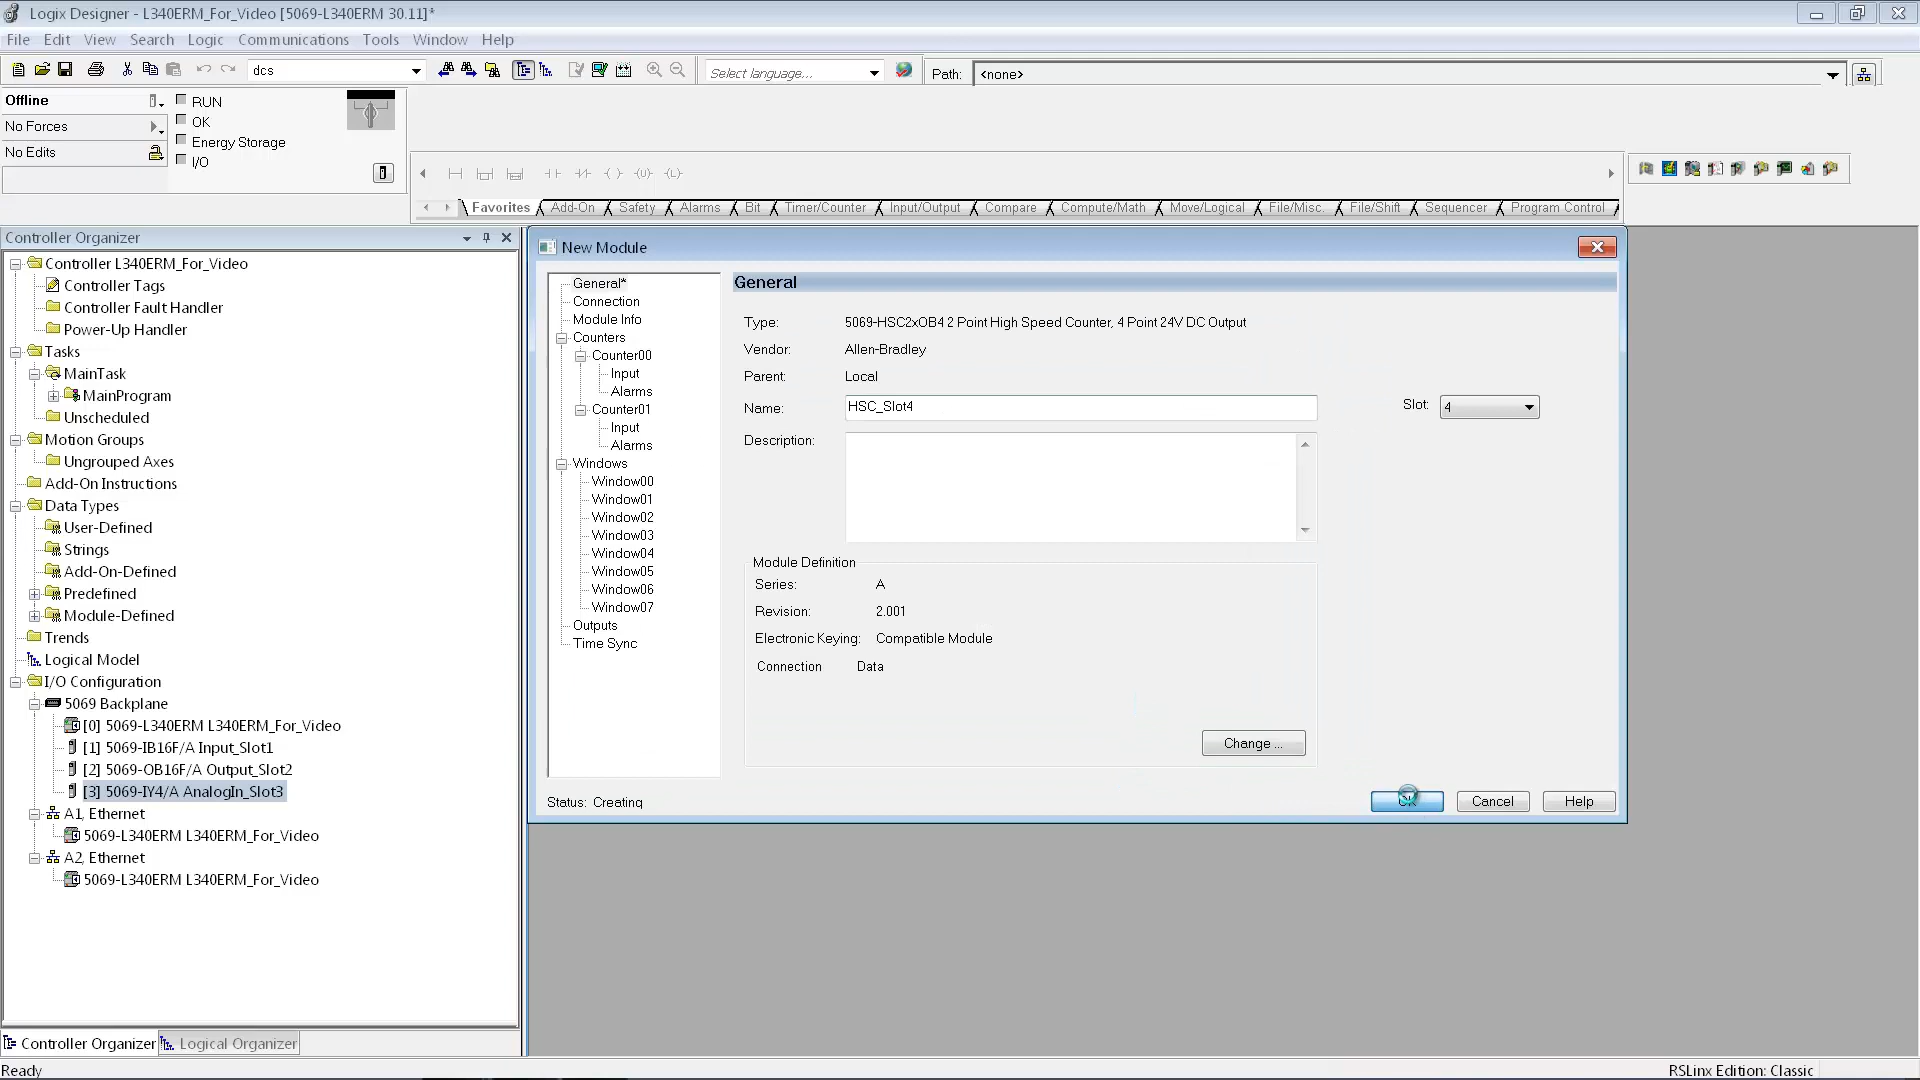 Logix Designer - L340ERM_For_Video [5069-L340ERM 30.11]*
File Edit View Search Logic Communications Tools Window Help
dcs
Select language...
Path: <none>
Offline
RUN
No Forces
OK
No Edits
Energy Storage
I/O
Favorites Add-On Safety Alarms Bit Timer/Counter Input/Output Compare Compute/Math Move/Logical File/Misc. File/Shift Sequencer Program Control
Controller Organizer
Controller L340ERM_For_Video
Controller Tags
Controller Fault Handler
Power-Up Handler
Tasks
MainTask
MainProgram
Unscheduled
Motion Groups
Ungrouped Axes
Add-On Instructions
Data Types
User-Defined
Strings
Add-On-Defined
Predefined
Module-Defined
Trends
Logical Model
I/O Configuration
5069 Backplane
[0] 5069-L340ERM L340ERM_For_Video
[1] 5069-IB16F/A Input_Slot1
[2] 5069-OB16F/A Output_Slot2
[3] 5069-IY4/A AnalogIn_Slot3
A1, Ethernet
5069-L340ERM L340ERM_For_Video
A2, Ethernet
5069-L340ERM L340ERM_For_Video
Controller Organizer Logical Organizer
New Module
General*
Connection
Module Info
Counters
Counter00
Input
Alarms
Counter01
Input
Alarms
Windows
Window00
Window01
Window02
Window03
Window04
Window05
Window06
Window07
Outputs
Time Sync
General
Type: 5069-HSC2xOB4 2 Point High Speed Counter, 4 Point 24V DC Output
Vendor: Allen-Bradley
Parent: Local
Name: HSC_Slot4
Slot: 4
Description:
Module Definition
Series: A
Revision: 2.001
Electronic Keying: Compatible Module
Connection Data
Change ...
Status: Creating
Cancel Help
Ready
RSLinx Edition: Classic